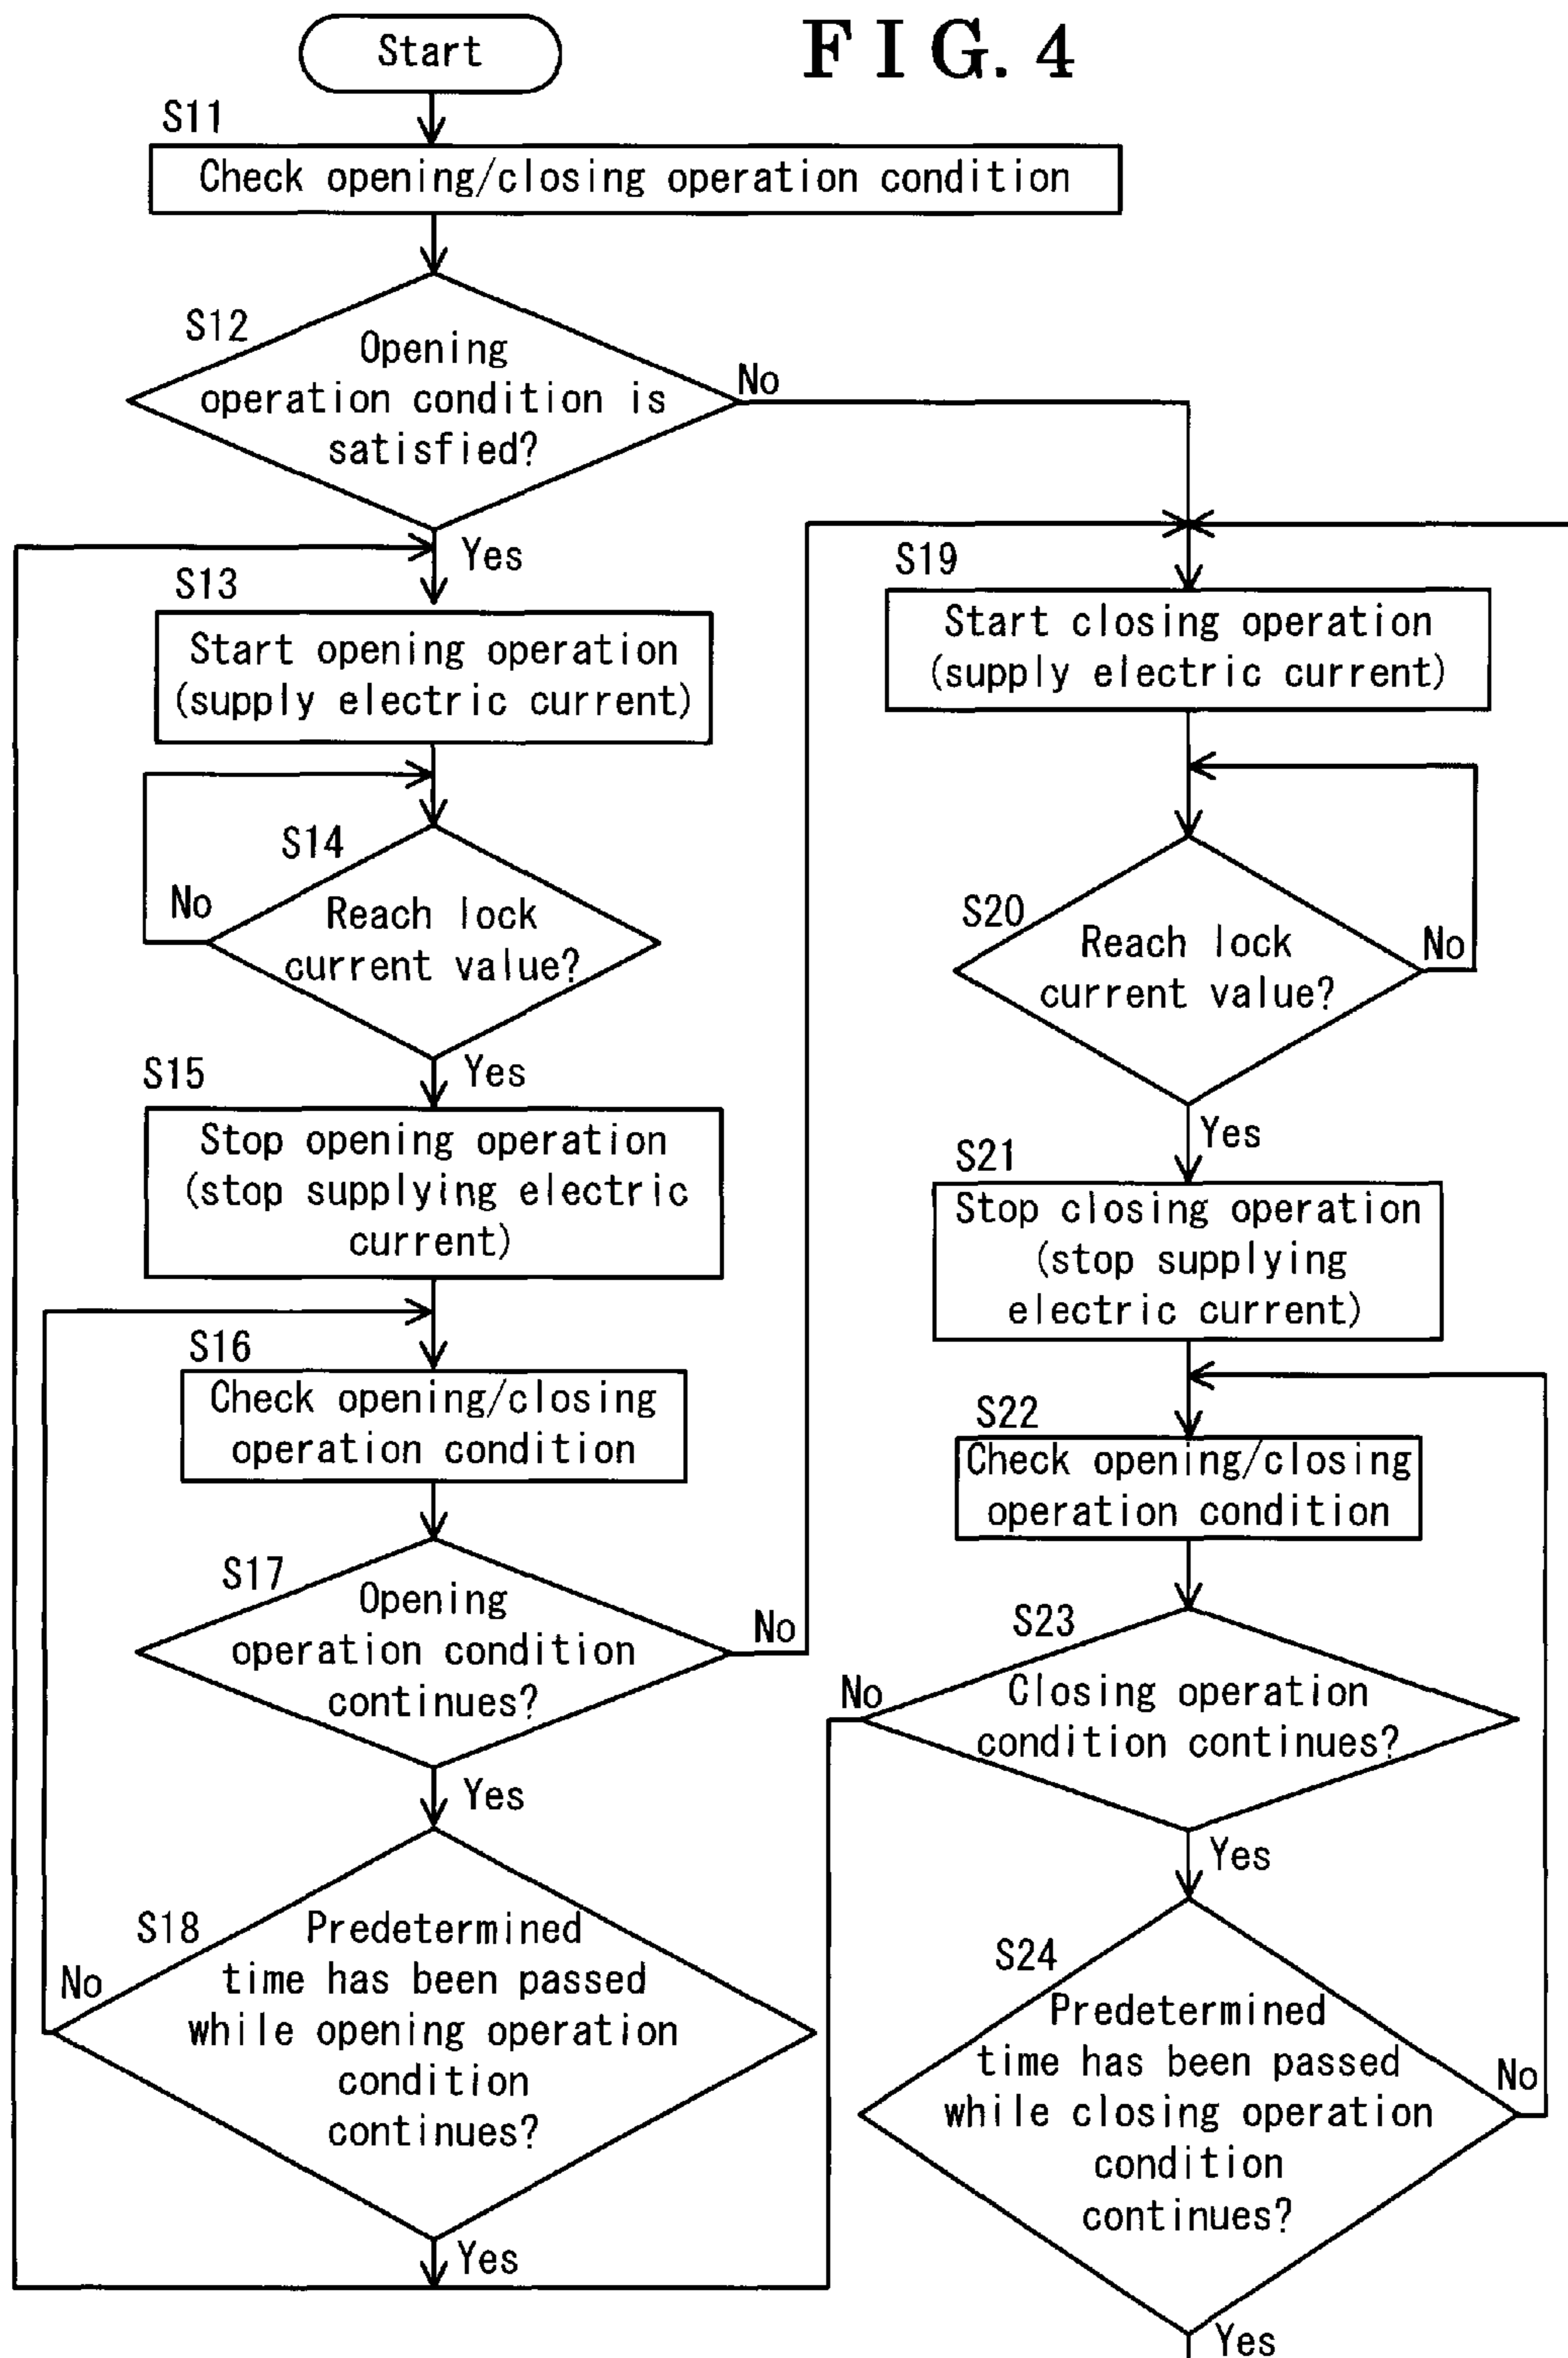 FIG. 4
Start
S11
Check opening/closing operation condition
S12
Opening
operation condition is
satisfied?
No
Yes
S13
Start opening operation
(supply electric current)
S14
Reach lock
current value?
No
Yes
S15
Stop opening operation
(stop supplying electric
current)
S16
Check opening/closing
operation condition
S17
Opening
operation condition
continues?
No
Yes
S18
Predetermined
time has been passed
while opening operation
condition
continues?
No
Yes
S19
Start closing operation
(supply electric current)
S20
Reach lock
current value?
No
Yes
S21
Stop closing operation
(stop supplying
electric current)
S22
Check opening/closing
operation condition
S23
Closing operation
condition continues?
No
Yes
S24
Predetermined
time has been passed
while closing operation
condition
continues?
No
Yes